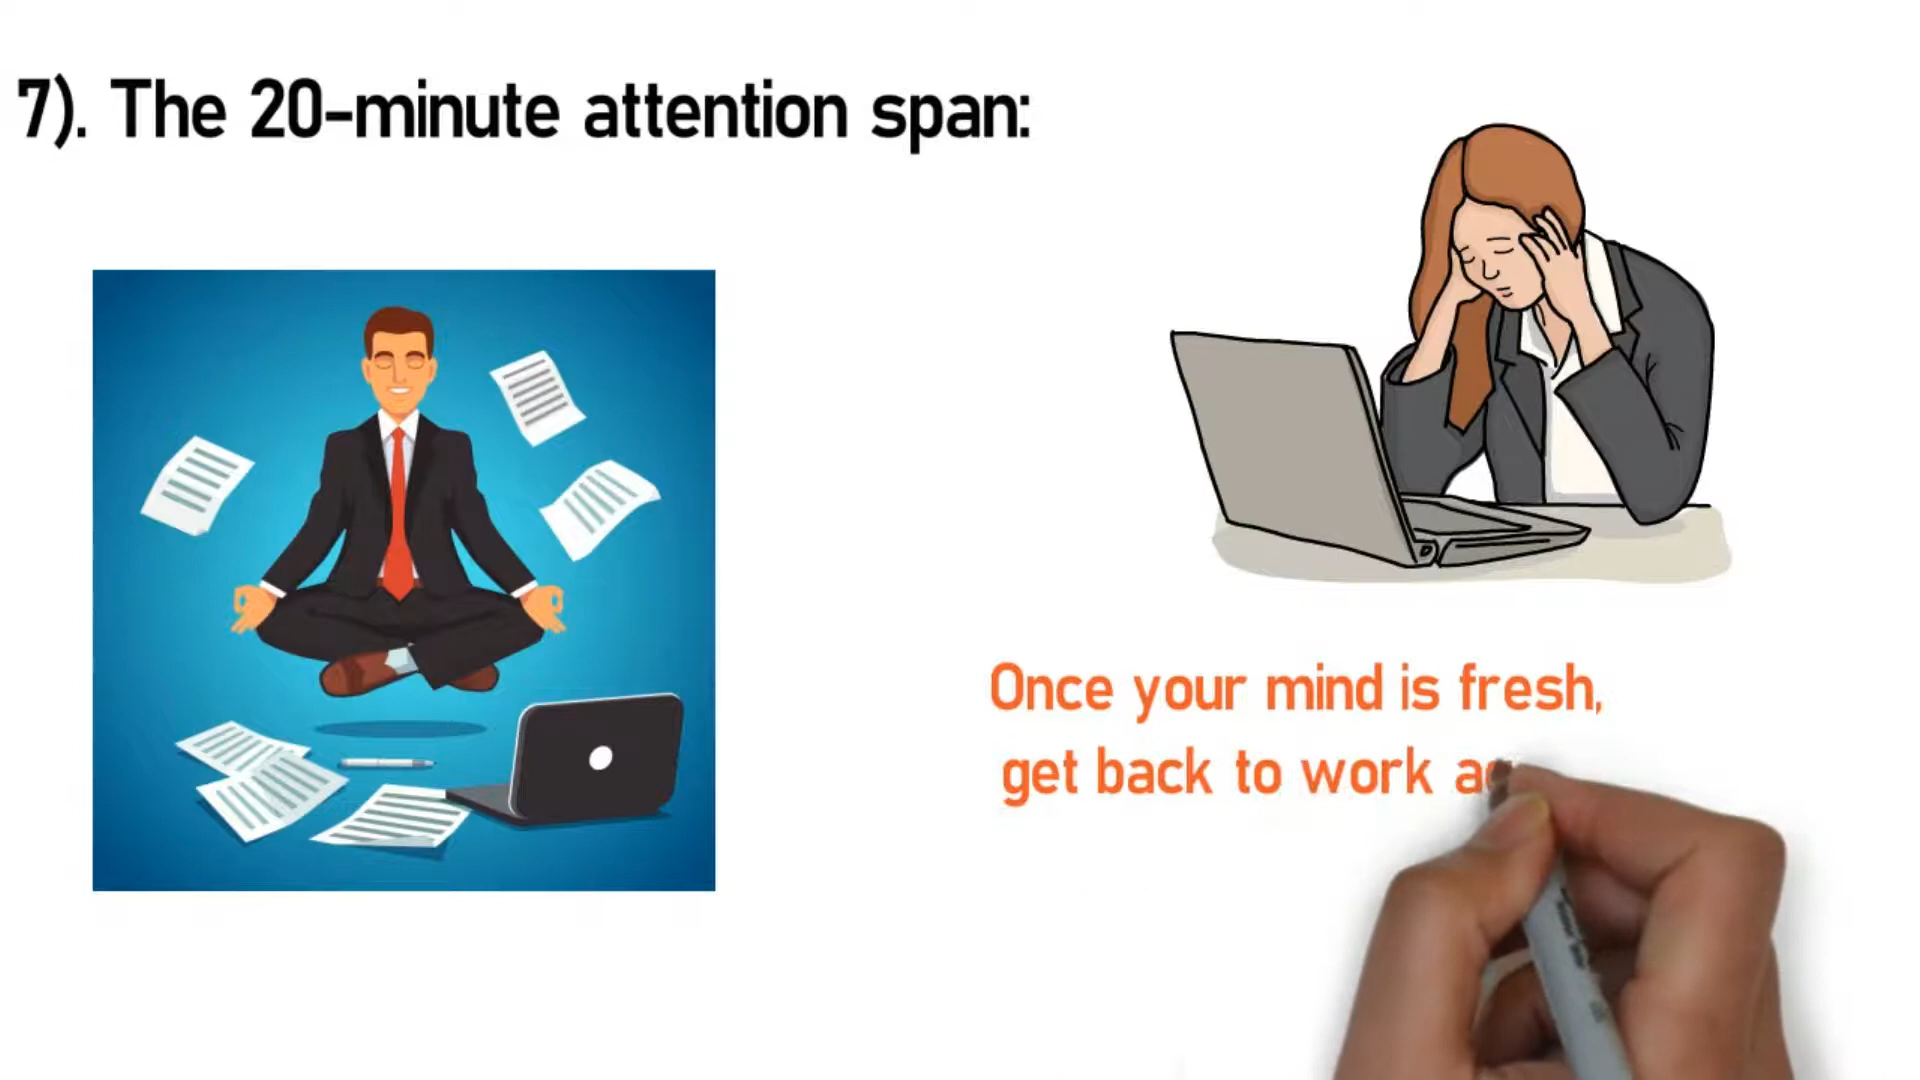 7). The 20-minute attention span:
Once your mind is fresh,
get back to work